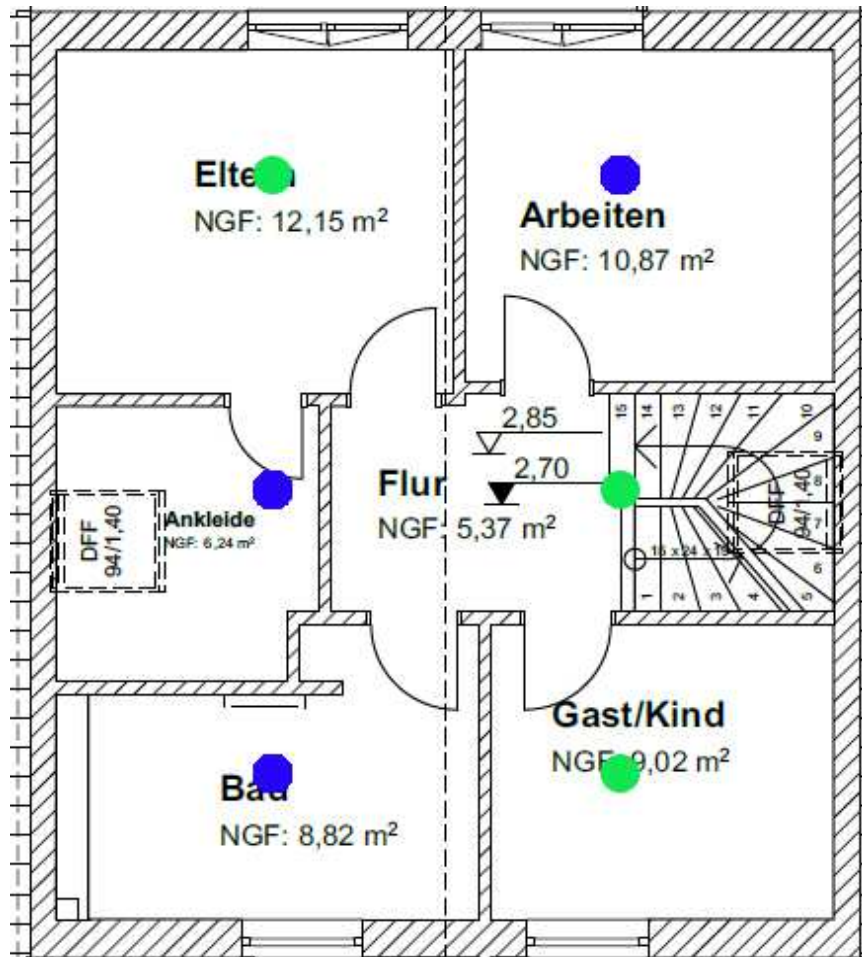 Eltern
NGF: 12,15 m²
Arbeiten
NGF: 10,87 m²
2,85
2,70
Flur
NGF: 5,37 m²
15
14
13
12
11
10
9
8
7
6
5
4
3
2
1
DFF
94/1,40
Ankleide
NGF: 6,24 m²
DFF
94/1,40
Gast/Kind
NGF: 9,02 m²
Bad
NGF: 8,82 m²